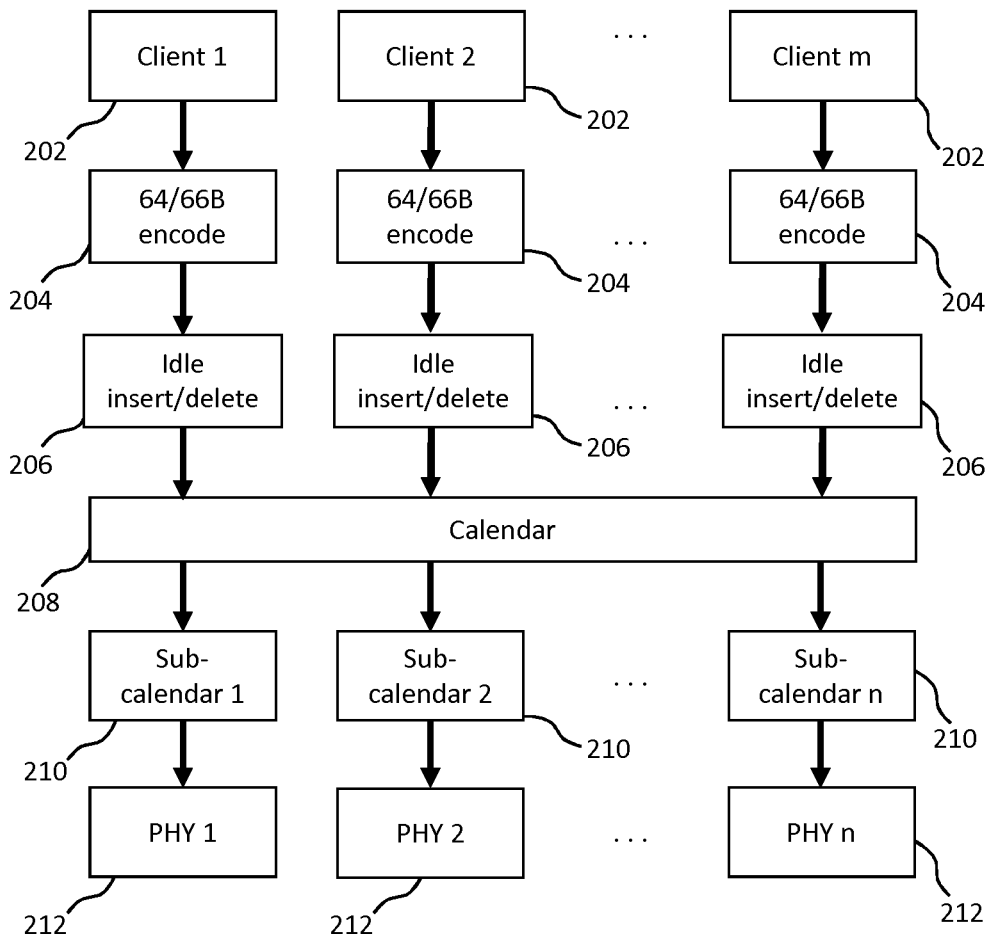 Client 1
Client 2
. . .
Client m
202
202
202
64/66B
encode
64/66B
encode
. . .
64/66B
encode
204
204
204
Idle
insert/delete
Idle
insert/delete
. . .
Idle
insert/delete
206
206
206
Calendar
208
Sub-
calendar 1
Sub-
calendar 2
. . .
Sub-
calendar n
210
210
210
PHY 1
PHY 2
. . .
PHY n
212
212
212